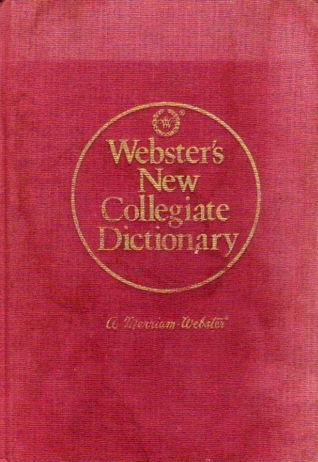 Webster's
New
Collegiate
Dictionary
A Merriam-Webster®